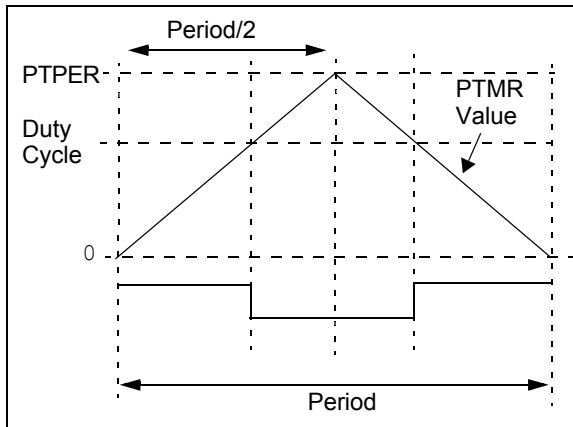 Period/2
PTPER
PTMR
Value
Duty
Cycle
0
Period